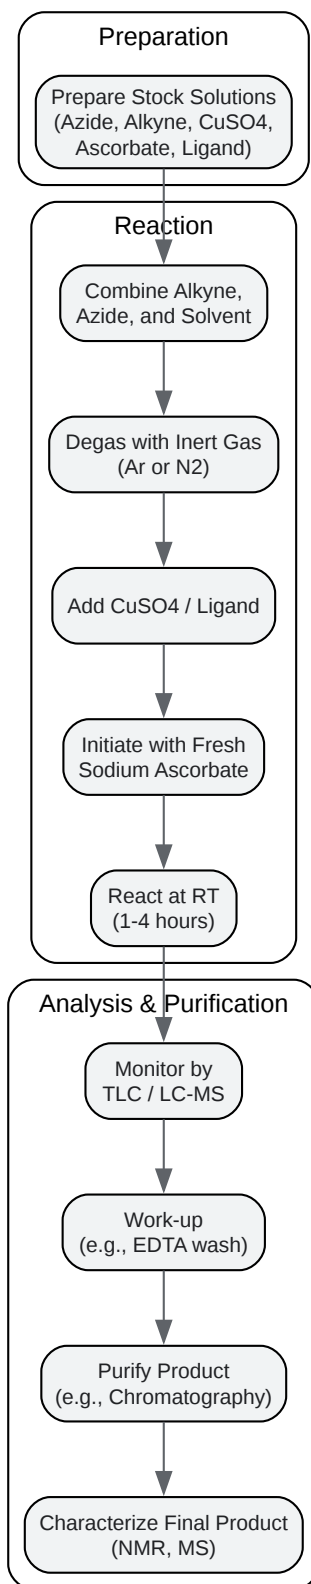 Preparation
Prepare Stock Solutions
(Azide, Alkyne, CuSO4,
Ascorbate, Ligand)
Reaction
Combine Alkyne,
Azide, and Solvent
Degas with Inert Gas
(Ar or N2)
Add CuSO4 / Ligand
Initiate with Fresh
Sodium Ascorbate
React at RT
(1-4 hours)
Analysis & Purification
Monitor by
TLC / LC-MS
Work-up
(e.g., EDTA wash)
Purify Product
(e.g., Chromatography)
Characterize Final Product
(NMR, MS)